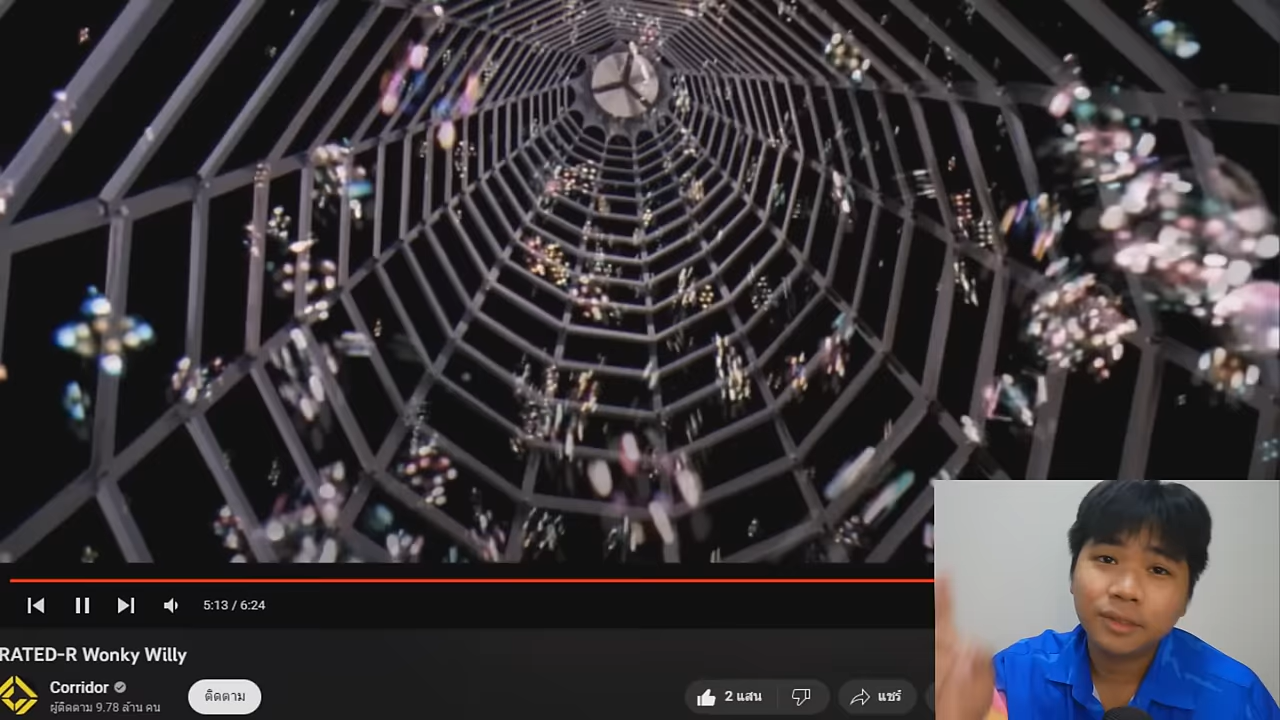 5:13 / 6:24
RATED-R Wonky Willy
Corridor
ผู้ติดตาม 9.78 ล้าน คน
ติดตาม
2 แสน
แชร์